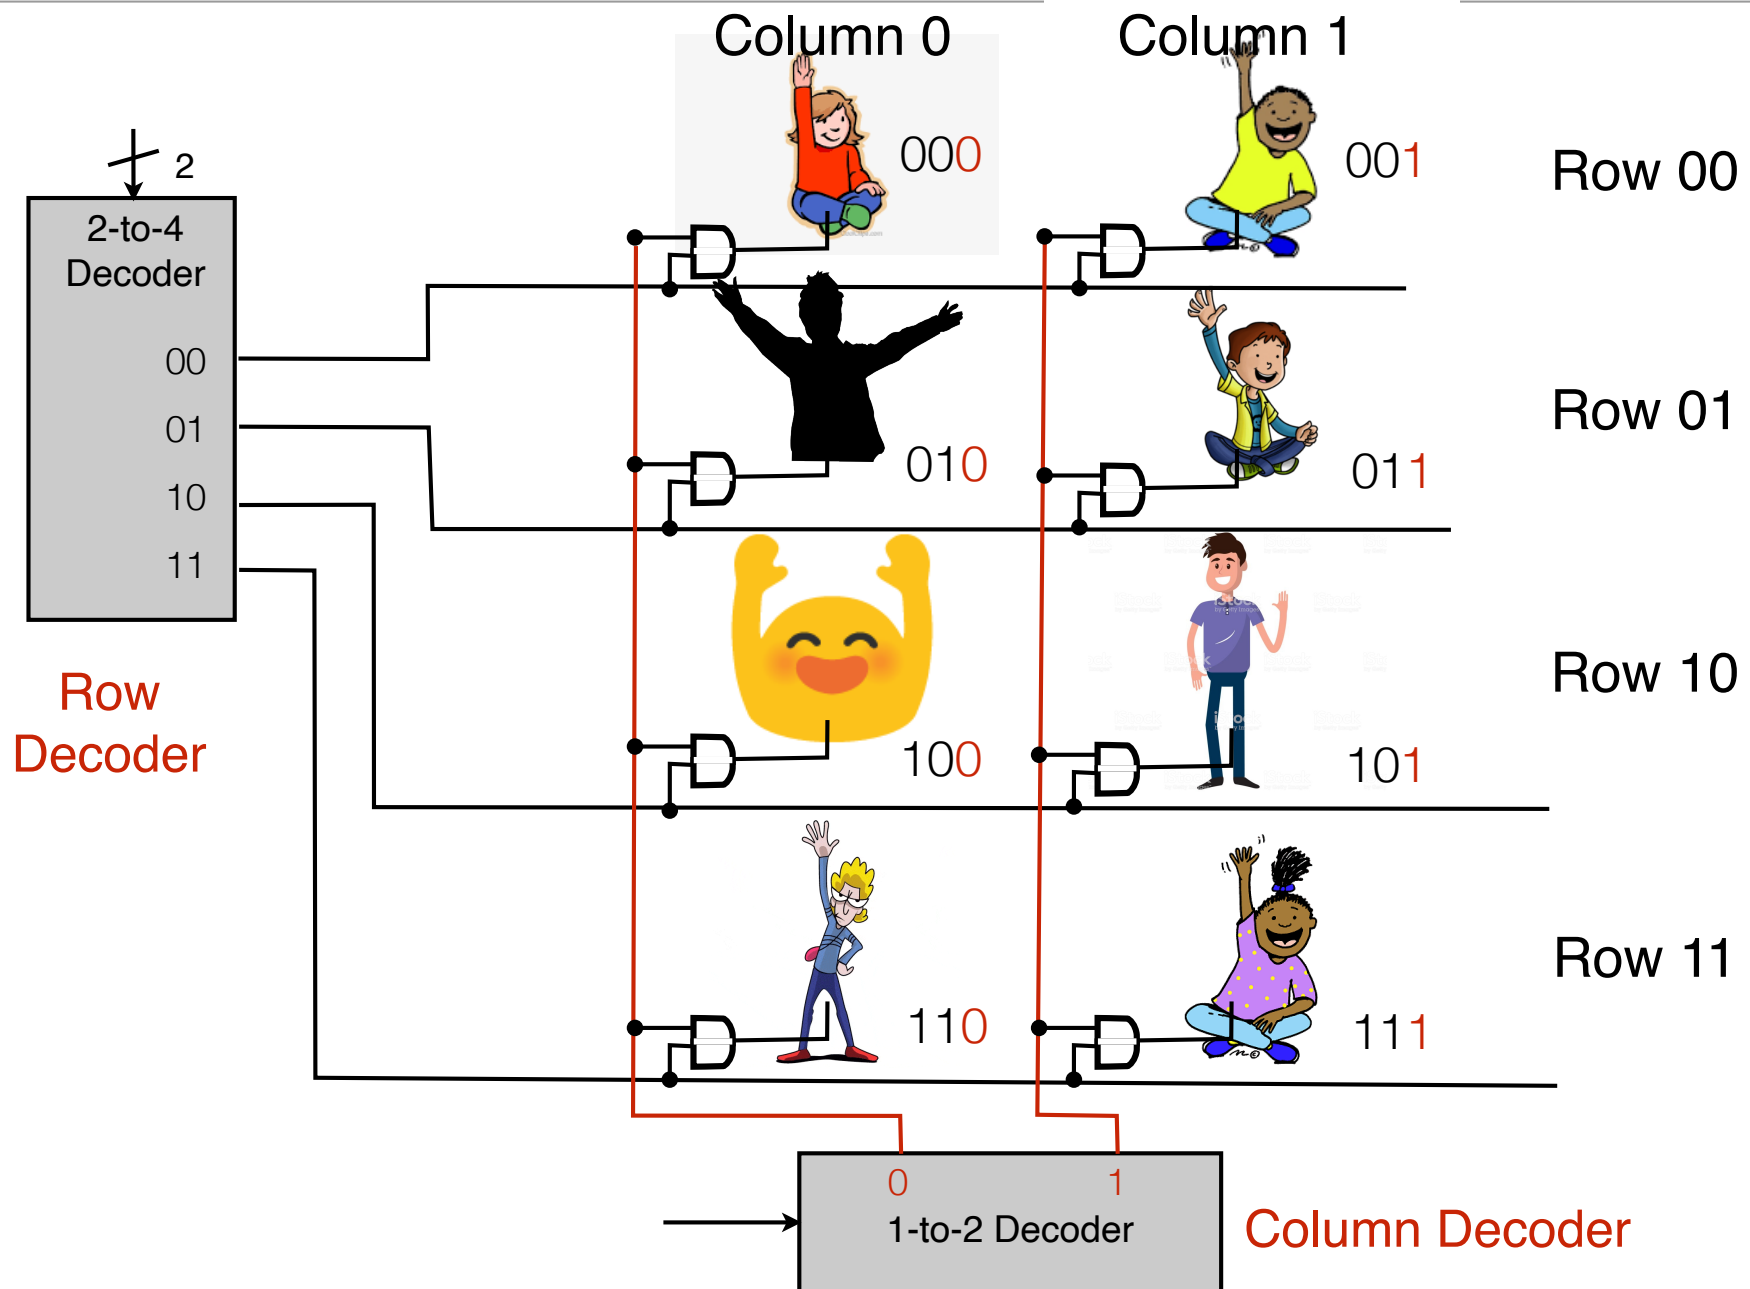 Column 0
Column 1
000
001
Row 00
2
2-to-4
Decoder
00
01
10
11
010
011
Row 01
Row
Decoder
100
101
Row 10
iStock
110
111
Row 11
0
1
1-to-2 Decoder
Column Decoder